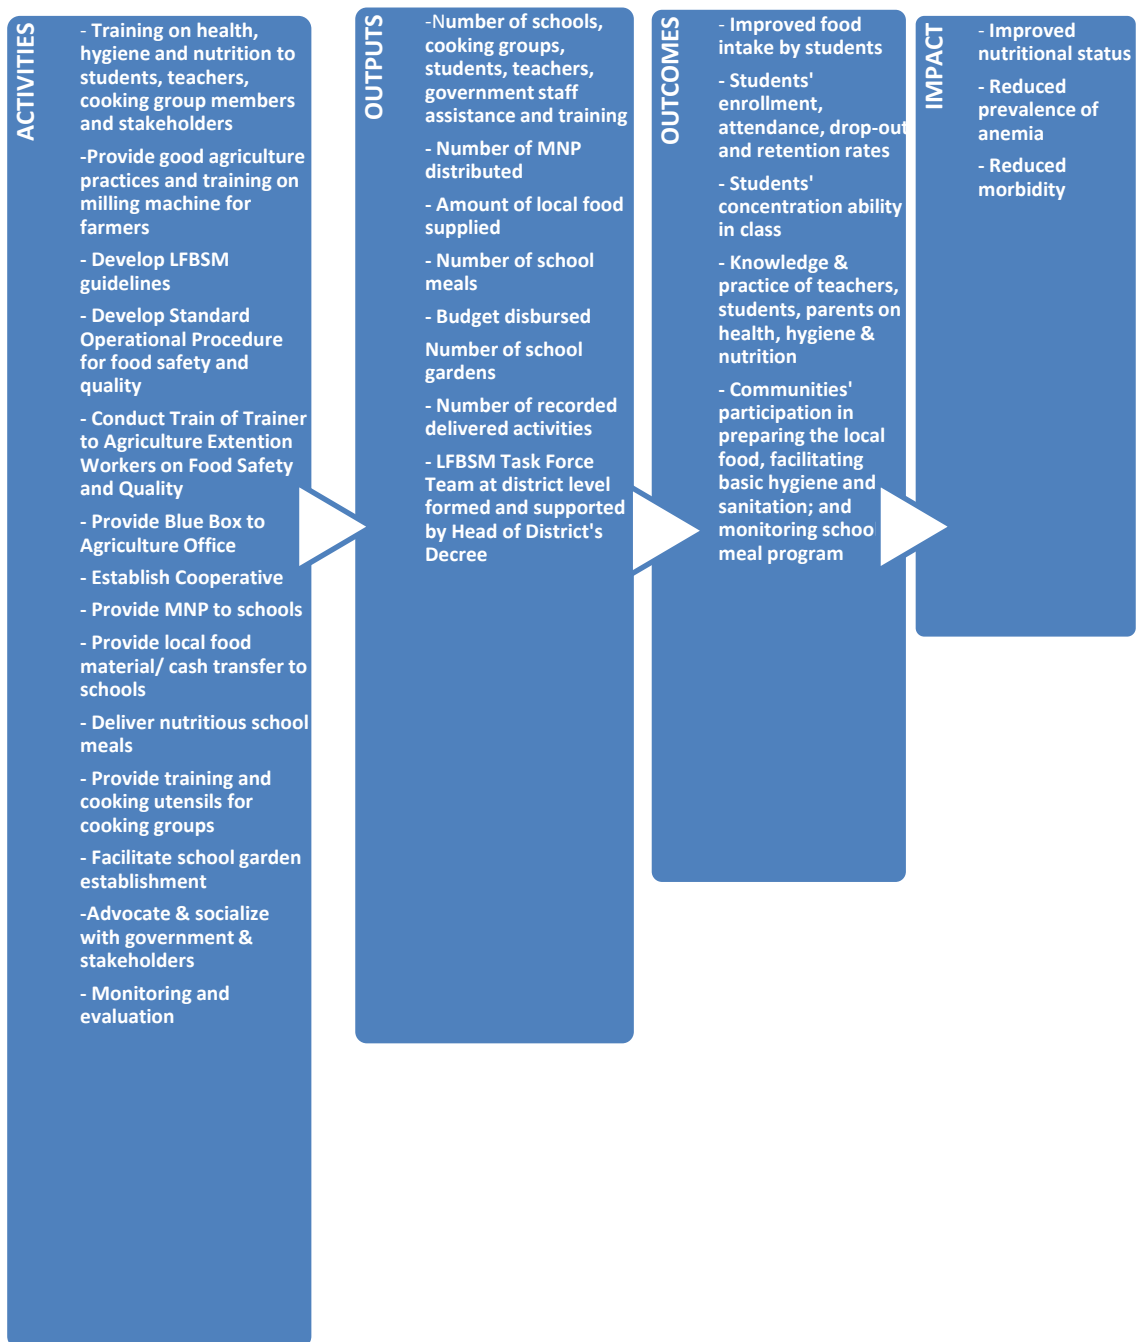 ACTIVITIES
- Training on health,
hygiene and nutrition to
students, teachers,
cooking group members
and stakeholders
-Provide good agriculture
practices and training on
milling machine for
farmers
- Develop LFBSM
guidelines
- Develop Standard
Operational Procedure
for food safety and
quality
- Conduct Train of Trainer
to Agriculture Extention
Workers on Food Safety
and Quality
- Provide Blue Box to
Agriculture Office
- Establish Cooperative
- Provide MNP to schools
- Provide local food
material/ cash transfer to
schools
- Deliver nutritious school
meals
- Provide training and
cooking utensils for
cooking groups
- Facilitate school garden
establishment
-Advocate & socialize
with government &
stakeholders
- Monitoring and
evaluation
OUTPUTS
-Number of schools,
cooking groups,
students, teachers,
government staff
assistance and training
- Number of MNP
distributed
- Amount of local food
supplied
- Number of school
meals
- Budget disbursed
Number of school
gardens
- Number of recorded
delivered activities
- LFBSM Task Force
Team at district level
formed and supported
by Head of District's
Decree
OUTCOMES
- Improved food
intake by students
- Students'
enrollment,
attendance, drop-out
and retention rates
- Students'
concentration ability
in class
- Knowledge &
practice of teachers,
students, parents on
health, hygiene &
nutrition
- Communities'
participation in
preparing the local
food, facilitating
basic hygiene and
sanitation; and
monitoring school
meal program
IMPACT
- Improved
nutritional status
- Reduced
prevalence of
anemia
- Reduced
morbidity